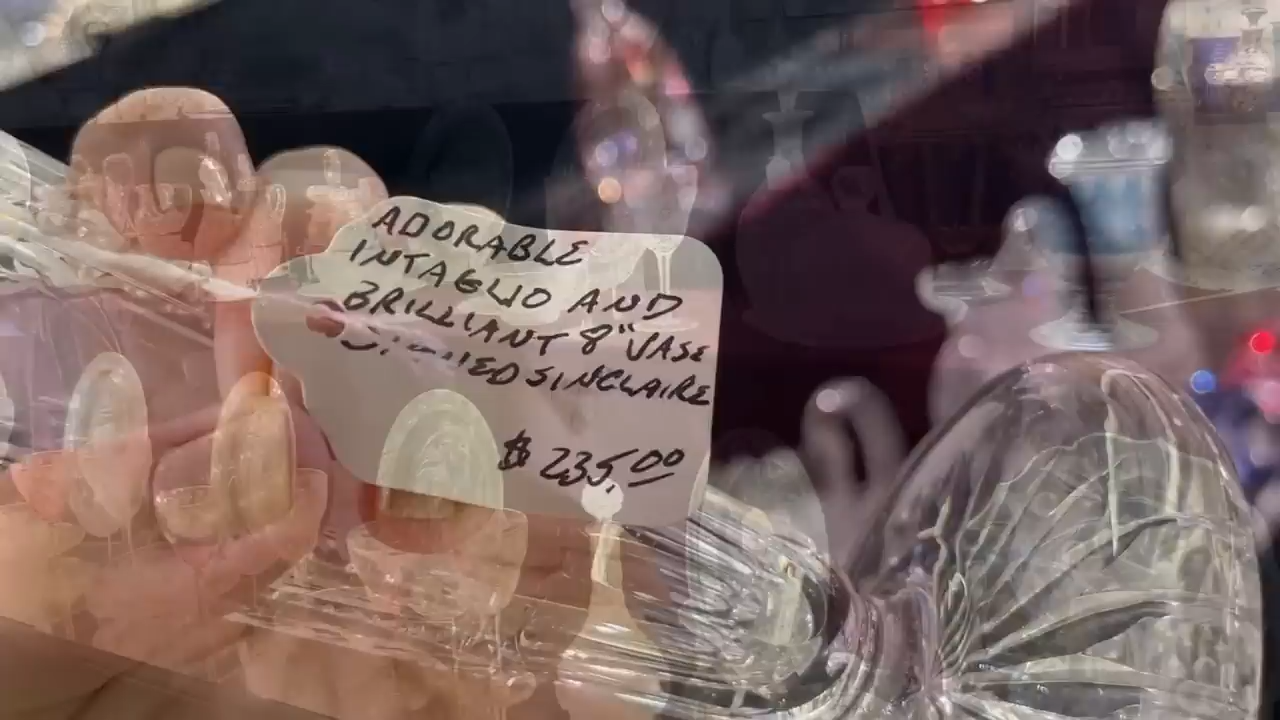 ADORABLE
INTAGLIO AND
BRILLIANT 8" VASE
SIGNED SINCLAIRE
$ 235.00